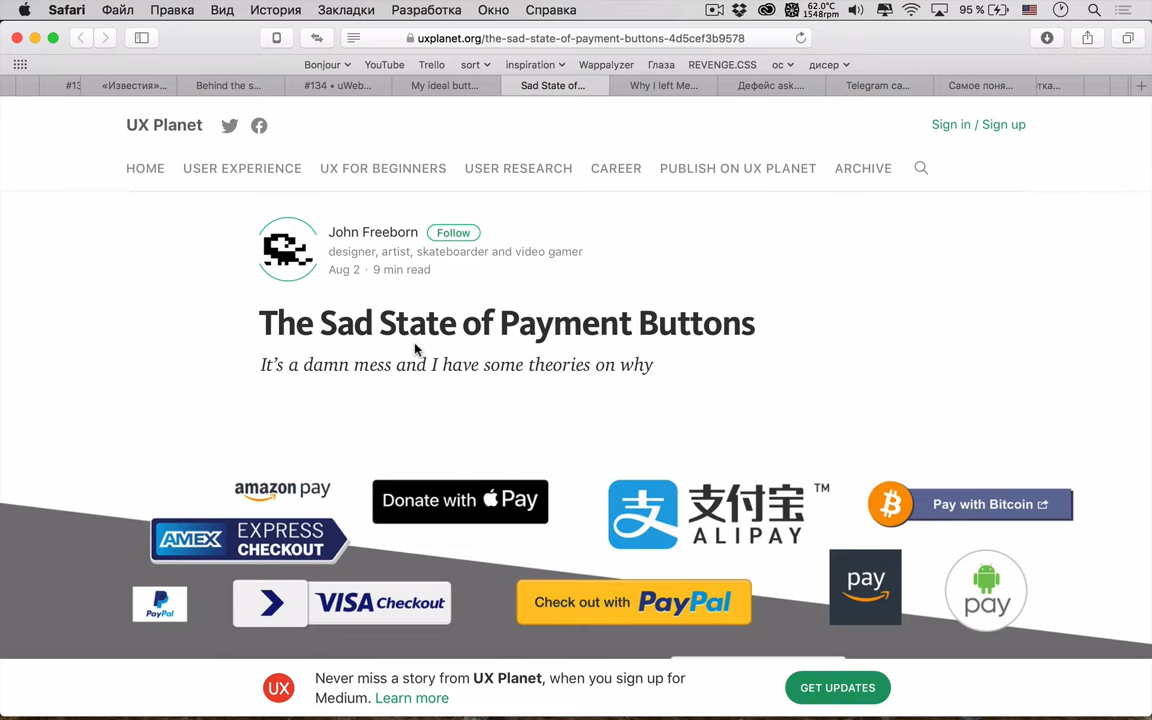 Safari Файл Правка Вид История Закладки Разработка Окно Справка 62.0°C 1548rpm 95 %
uxplanet.org/the-sad-state-of-payment-buttons-4d5cef3b9578
Bonjour YouTube Trello sort inspiration Wappalyzer Глаза REVENGE.CSS ос дисер
#13 «Известия»... Behind the s... #134 • uWeb... My ideal butt... Sad State of... Why I left Me... Дефейс ask.... Telegram ca... Самое поня... тка...
UX Planet Sign in / Sign up
HOME USER EXPERIENCE UX FOR BEGINNERS USER RESEARCH CAREER PUBLISH ON UX PLANET ARCHIVE
John Freeborn Follow
designer, artist, skateboarder and video gamer
Aug 2 · 9 min read
The Sad State of Payment Buttons
It's a damn mess and I have some theories on why
amazon pay
Donate with Pay
支付宝 TM
ALIPAY
支
Pay with Bitcoin
AMEX EXPRESS
CHECKOUT
PayPal
VISA Checkout
Check out with PayPal
pay
pay
UX
Never miss a story from UX Planet, when you sign up for
Medium. Learn more
GET UPDATES